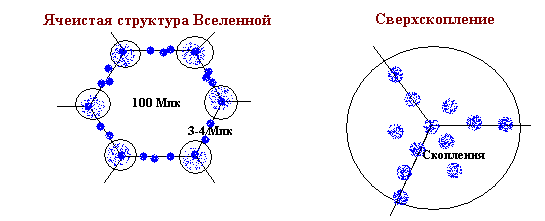 Ячеистая структура Вселенной
Сверхскопление
100 Мпк
3-4 Мпк
Скопления